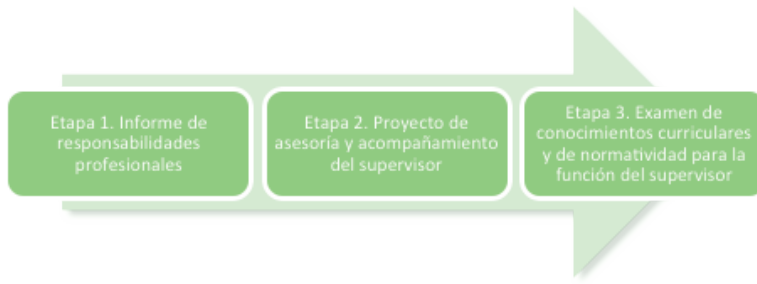 Etapa 1. Informe de
responsabilidades
profesionales
Etapa 2. Proyecto de
asesoría y acompañamiento
del supervisor
Etapa 3. Examen de
conocimientos curriculares
y de normatividad para la
función del supervisor